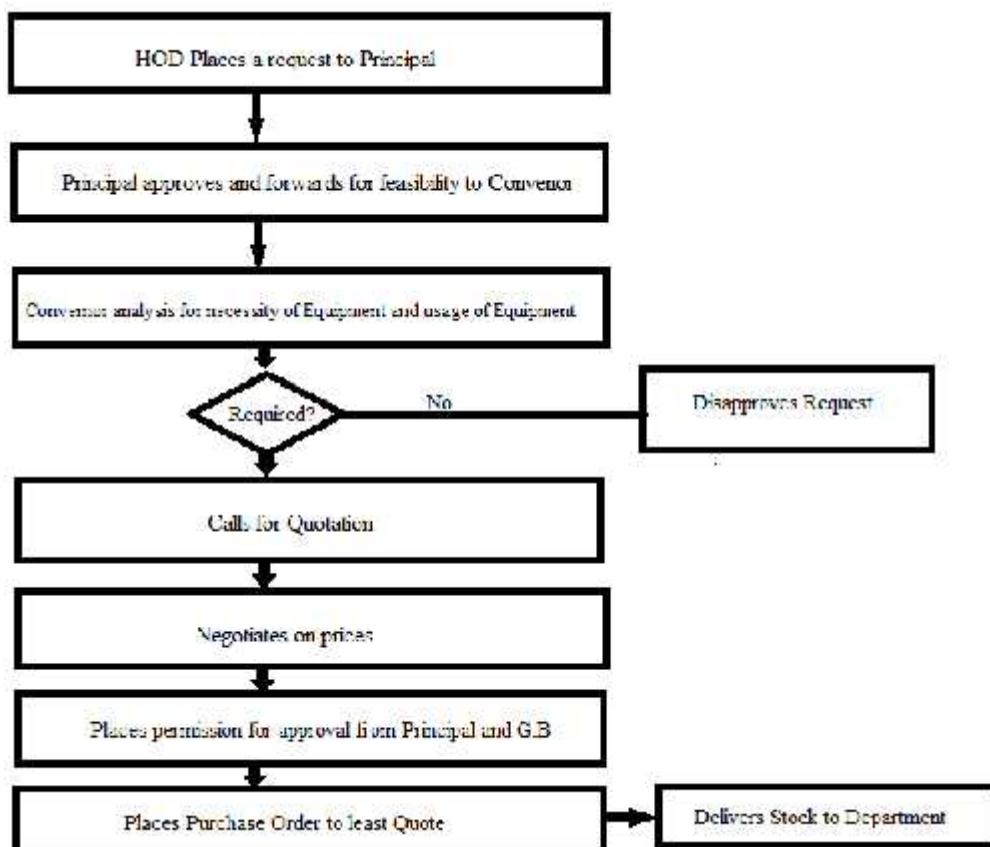 HOD Places a request to Principal
Principal approves and forwards for feasibility to Convenor
Convernor analysis for necessity of Equipment and usage of Equipment
Required?
No
Disapproves Request
Calls for Quotation
Negotiates on prices
Places permission for approval from Principal and G.B
Places Purchase Order to least Quote
Delivers Stock to Department